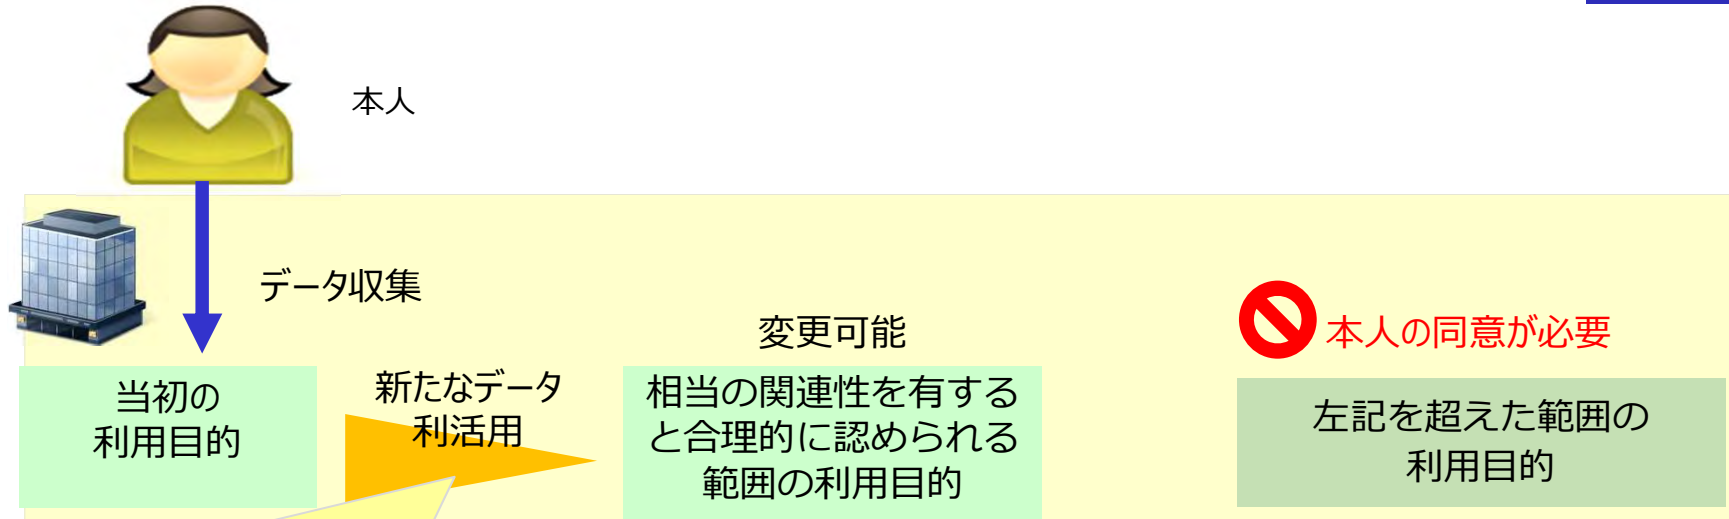 本人
データ収集
当初の
利用目的
新たなデータ
利活用
変更可能
相当の関連性を有する
と合理的に認められる
範囲の利用目的
本人の同意が必要
左記を超えた範囲の
利用目的